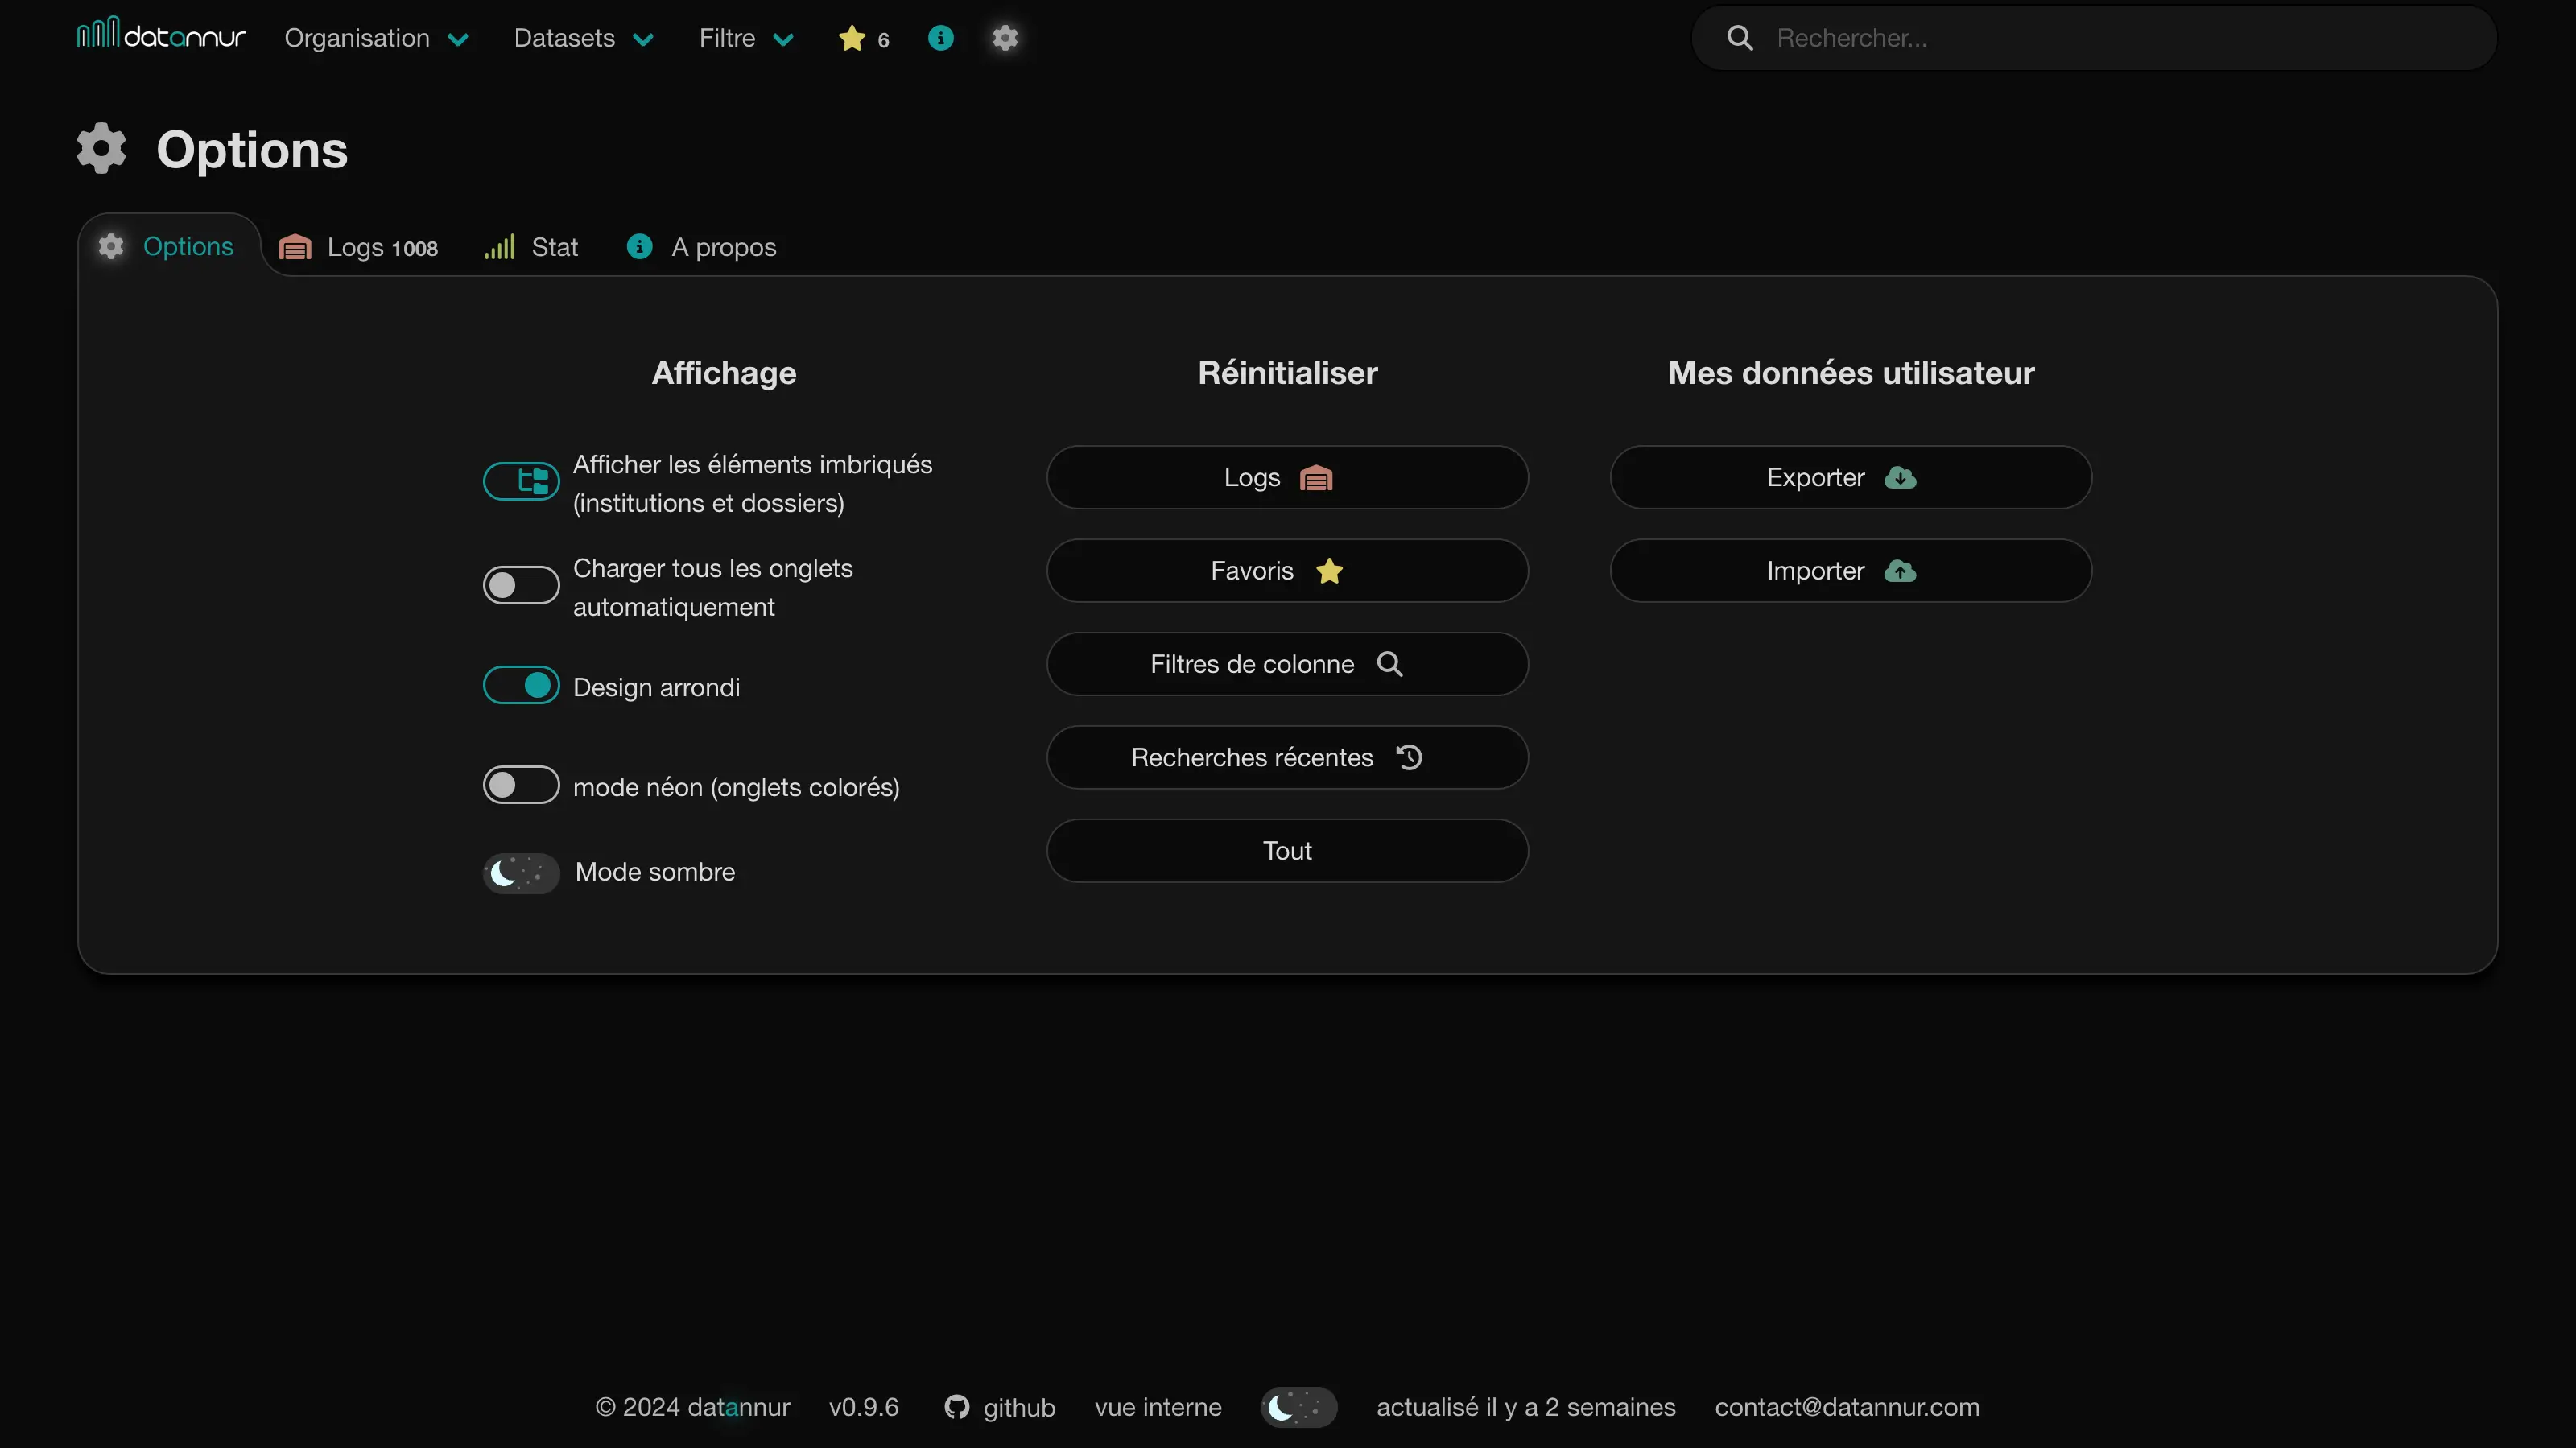 datannur
Organisation
Datasets
Filtre
6
Rechercher...
Options
Options
Logs 1008
Stat
A propos
Affichage
Afficher les éléments imbriqués
(institutions et dossiers)
Charger tous les onglets
automatiquement
Design arrondi
mode néon (onglets colorés)
Mode sombre
Réinitialiser
Logs
Favoris
Filtres de colonne
Recherches récentes
Tout
Mes données utilisateur
Exporter
Importer
© 2024 datannur
v0.9.6
github
vue interne
actualisé il y a 2 semaines
contact@datannur.com